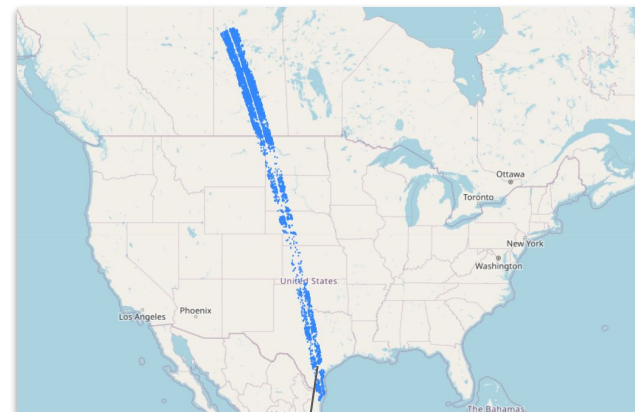 Ottawa
Toronto
New York
Washington
United States
Los Angeles
Phoenix
The Bahamas